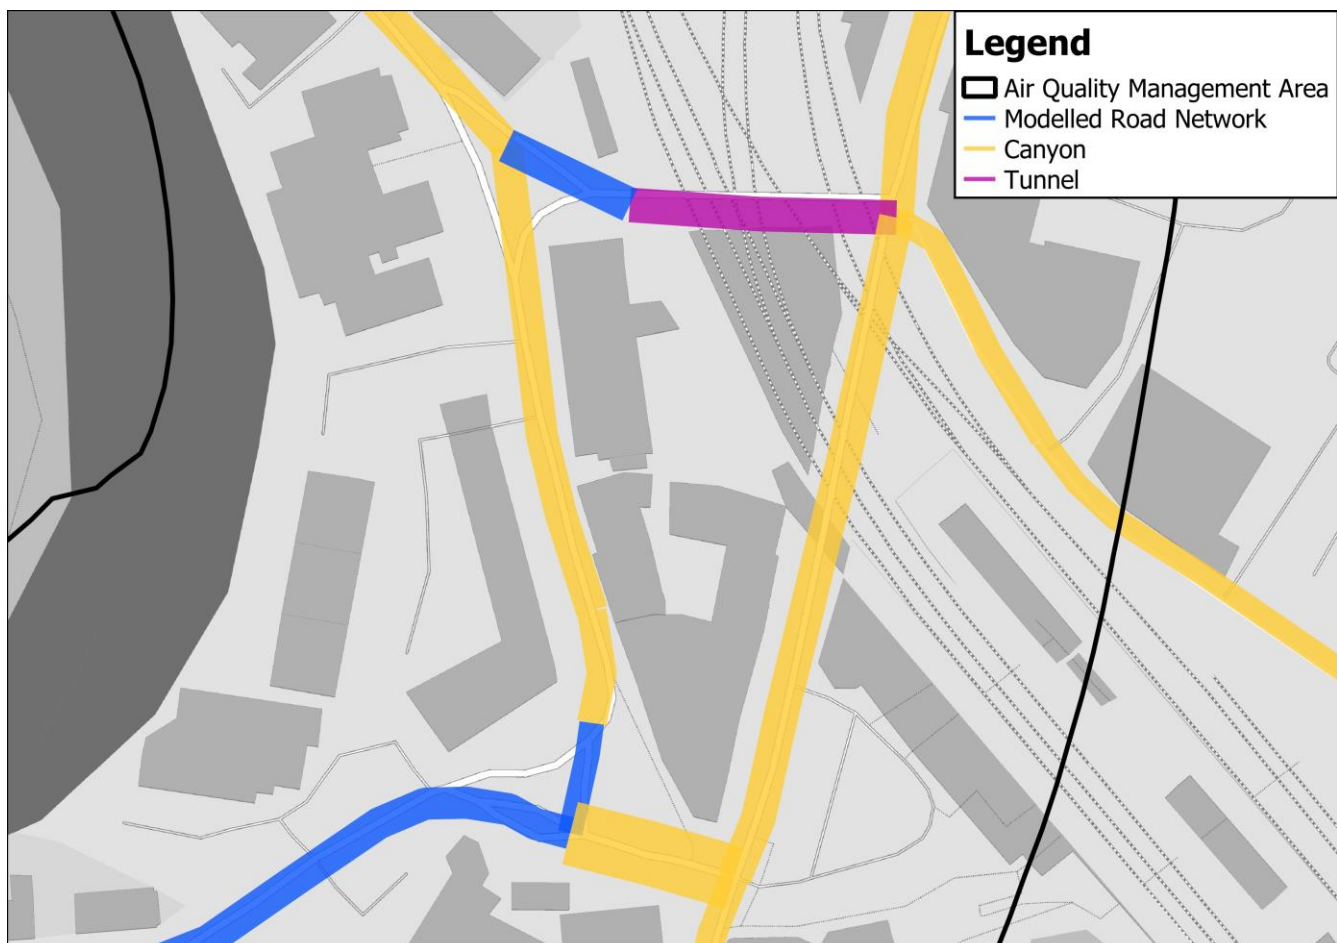 Legend
Air Quality Management Area
Modelled Road Network
Canyon
Tunnel